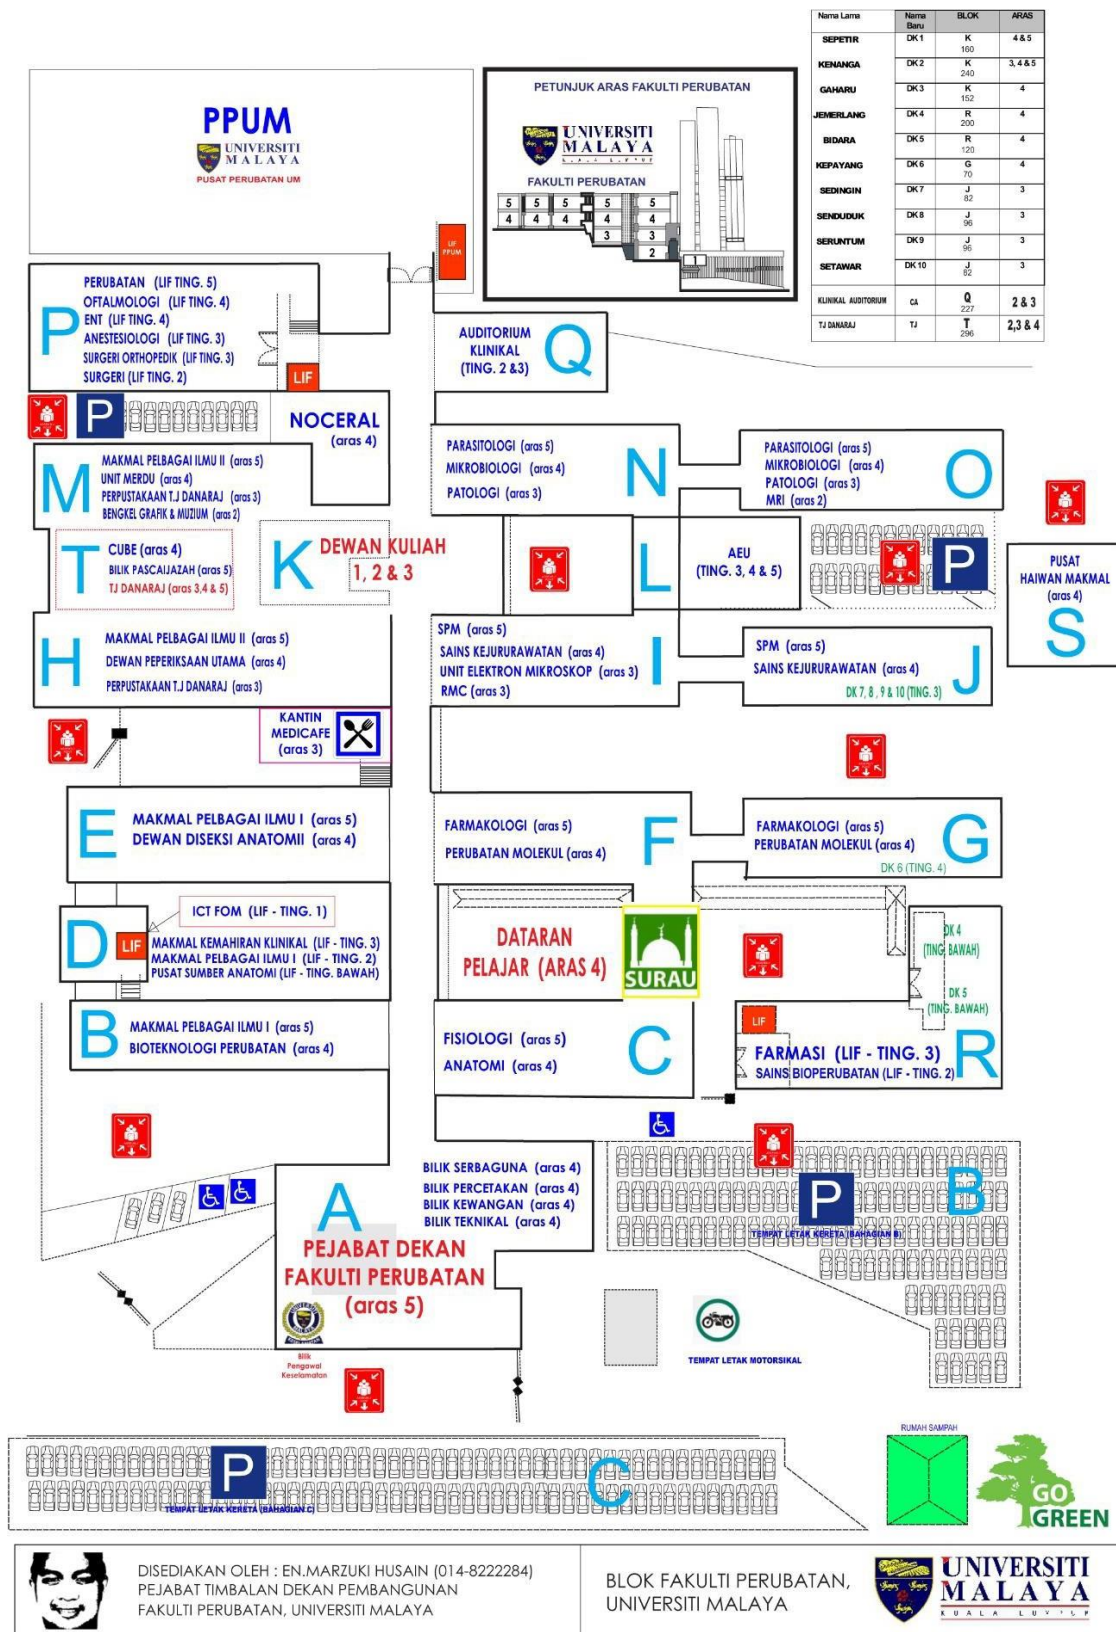 Nama Lama Nama Baru BLOK ARAS
SEPETIR DK 1 K 160 4 & 5
KENANGA DK 2 K 240 3, 4 & 5
GAHARU DK 3 K 152 4
JEMERLANG DK 4 R 200 4
BIDARA DK 5 R 120 4
KEPAYANG DK 6 G 70 4
SEDINGIN DK 7 J 82 3
SENDUDUK DK 8 J 96 3
SERUNTUM DK 9 J 96 3
SETAWAR DK 10 J 82 3
KLINIKAL AUDITORIUM CA Q 227 2 & 3
TJ DANARAJ TJ T 296 2,3 & 4
PPUM
UNIVERSITI
MALAYA
PUSAT PERUBATAN UM
PETUNJUK ARAS FAKULTI PERUBATAN
UNIVERSITI
MALAYA
KUALA LUMPUR
FAKULTI PERUBATAN
5 5 5 5 5
4 4 4 4 4
3 3
2
1
LIF
PPUM
P
PERUBATAN (LIF TING. 5)
OFTALMOLOGI (LIF TING. 4)
ENT (LIF TING. 4)
ANESTESIOLOGI (LIF TING. 3)
SURGERI ORTHOPEDIK (LIF TING. 3)
SURGERI (LIF TING. 2)
LIF
AUDITORIUM
KLINIKAL
(TING. 2 &3)
Q
P
NOCERAL
(aras 4)
M
MAKMAL PELBAGAI ILMU II (aras 5)
UNIT MERDU (aras 4)
PERPUSTAKAAN T.J DANARAJ (aras 3)
BENGKEL GRAFIK & MUZIUM (aras 2)
PARASITOLOGI (aras 5)
MIKROBIOLOGI (aras 4)
PATOLOGI (aras 3)
N
PARASITOLOGI (aras 5)
MIKROBIOLOGI (aras 4)
PATOLOGI (aras 3)
MRI (aras 2)
O
T
CUBE (aras 4)
BILIK PASCAIJAZAH (aras 5)
TJ DANARAJ (aras 3,4 & 5)
K
DEWAN KULIAH
1, 2 & 3
L
AEU
(TING. 3, 4 & 5)
P
PUSAT
HAIWAN MAKMAL
(aras 4)
S
H
MAKMAL PELBAGAI ILMU II (aras 5)
DEWAN PEPERIKSAAN UTAMA (aras 4)
PERPUSTAKAAN T.J DANARAJ (aras 3)
SPM (aras 5)
SAINS KEJURURAWATAN (aras 4)
UNIT ELEKTRON MIKROSKOP (aras 3)
RMC (aras 3)
I
SPM (aras 5)
SAINS KEJURURAWATAN (aras 4)
DK 7, 8 , 9 & 10 (TING. 3)
J
KANTIN
MEDICAFE
(aras 3)
E
MAKMAL PELBAGAI ILMU I (aras 5)
DEWAN DISEKSI ANATOMII (aras 4)
FARMAKOLOGI (aras 5)
PERUBATAN MOLEKUL (aras 4)
F
FARMAKOLOGI (aras 5)
PERUBATAN MOLEKUL (aras 4)
DK 6 (TING. 4)
G
D
LIF
ICT FOM (LIF - TING. 1)
MAKMAL KEMAHIRAN KLINIKAL (LIF - TING. 3)
MAKMAL PELBAGAI ILMU I (LIF - TING. 2)
PUSAT SUMBER ANATOMI (LIF - TING. BAWAH)
DATARAN
PELAJAR (ARAS 4)
SURAU
DK 4
(TING. BAWAH)
DK 5
(TING. BAWAH)
B
MAKMAL PELBAGAI ILMU I (aras 5)
BIOTEKNOLOGI PERUBATAN (aras 4)
FISIOLOGI (aras 5)
ANATOMI (aras 4)
C
LIF
FARMASI (LIF - TING. 3)
SAINS BIOPERUBATAN (LIF - TING. 2)
R
A
BILIK SERBAGUNA (aras 4)
BILIK PERCETAKAN (aras 4)
BILIK KEWANGAN (aras 4)
BILIK TEKNIKAL (aras 4)
PEJABAT DEKAN
FAKULTI PERUBATAN
(aras 5)
Bilik
Pengawal
Keselamatan
P
B
TEMPAT LETAK KERETA (BAHAGIAN B)
TEMPAT LETAK MOTORSIKAL
P
TEMPAT LETAK KERETA (BAHAGIAN C)
C
RUMAH SAMPAH
GO
GREEN
DISEDIAKAN OLEH : EN.MARZUKI HUSAIN (014-8222284)
PEJABAT TIMBALAN DEKAN PEMBANGUNAN
FAKULTI PERUBATAN, UNIVERSITI MALAYA
BLOK FAKULTI PERUBATAN,
UNIVERSITI MALAYA
UNIVERSITI
MALAYA
KUALA LUMPUR